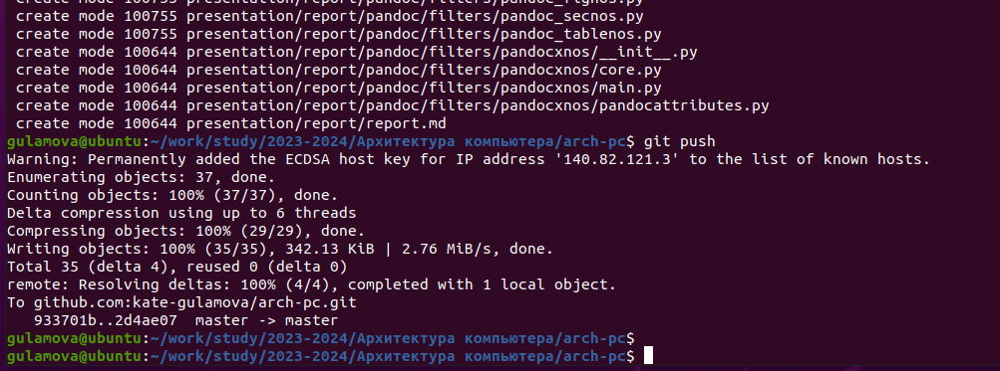 create mode 100755 presentation/report/pandoc/filters/pandoc_fignos.py
create mode 100755 presentation/report/pandoc/filters/pandoc_secnos.py
create mode 100755 presentation/report/pandoc/filters/pandoc_tablenos.py
create mode 100644 presentation/report/pandoc/filters/pandocxnos/__init__.py
create mode 100644 presentation/report/pandoc/filters/pandocxnos/core.py
create mode 100644 presentation/report/pandoc/filters/pandocxnos/main.py
create mode 100644 presentation/report/pandoc/filters/pandocxnos/pandocattributes.py
create mode 100644 presentation/report/report.md
gulamova@ubuntu:~/work/study/2023-2024/Архитектура компьютера/arch-pc$ git push
Warning: Permanently added the ECDSA host key for IP address '140.82.121.3' to the list of known hosts.
Enumerating objects: 37, done.
Counting objects: 100% (37/37), done.
Delta compression using up to 6 threads
Compressing objects: 100% (29/29), done.
Writing objects: 100% (35/35), 342.13 KiB | 2.76 MiB/s, done.
Total 35 (delta 4), reused 0 (delta 0)
remote: Resolving deltas: 100% (4/4), completed with 1 local object.
To github.com:kate-gulamova/arch-pc.git
   933701b..2d4ae07  master -> master
gulamova@ubuntu:~/work/study/2023-2024/Архитектура компьютера/arch-pc$
gulamova@ubuntu:~/work/study/2023-2024/Архитектура компьютера/arch-pc$